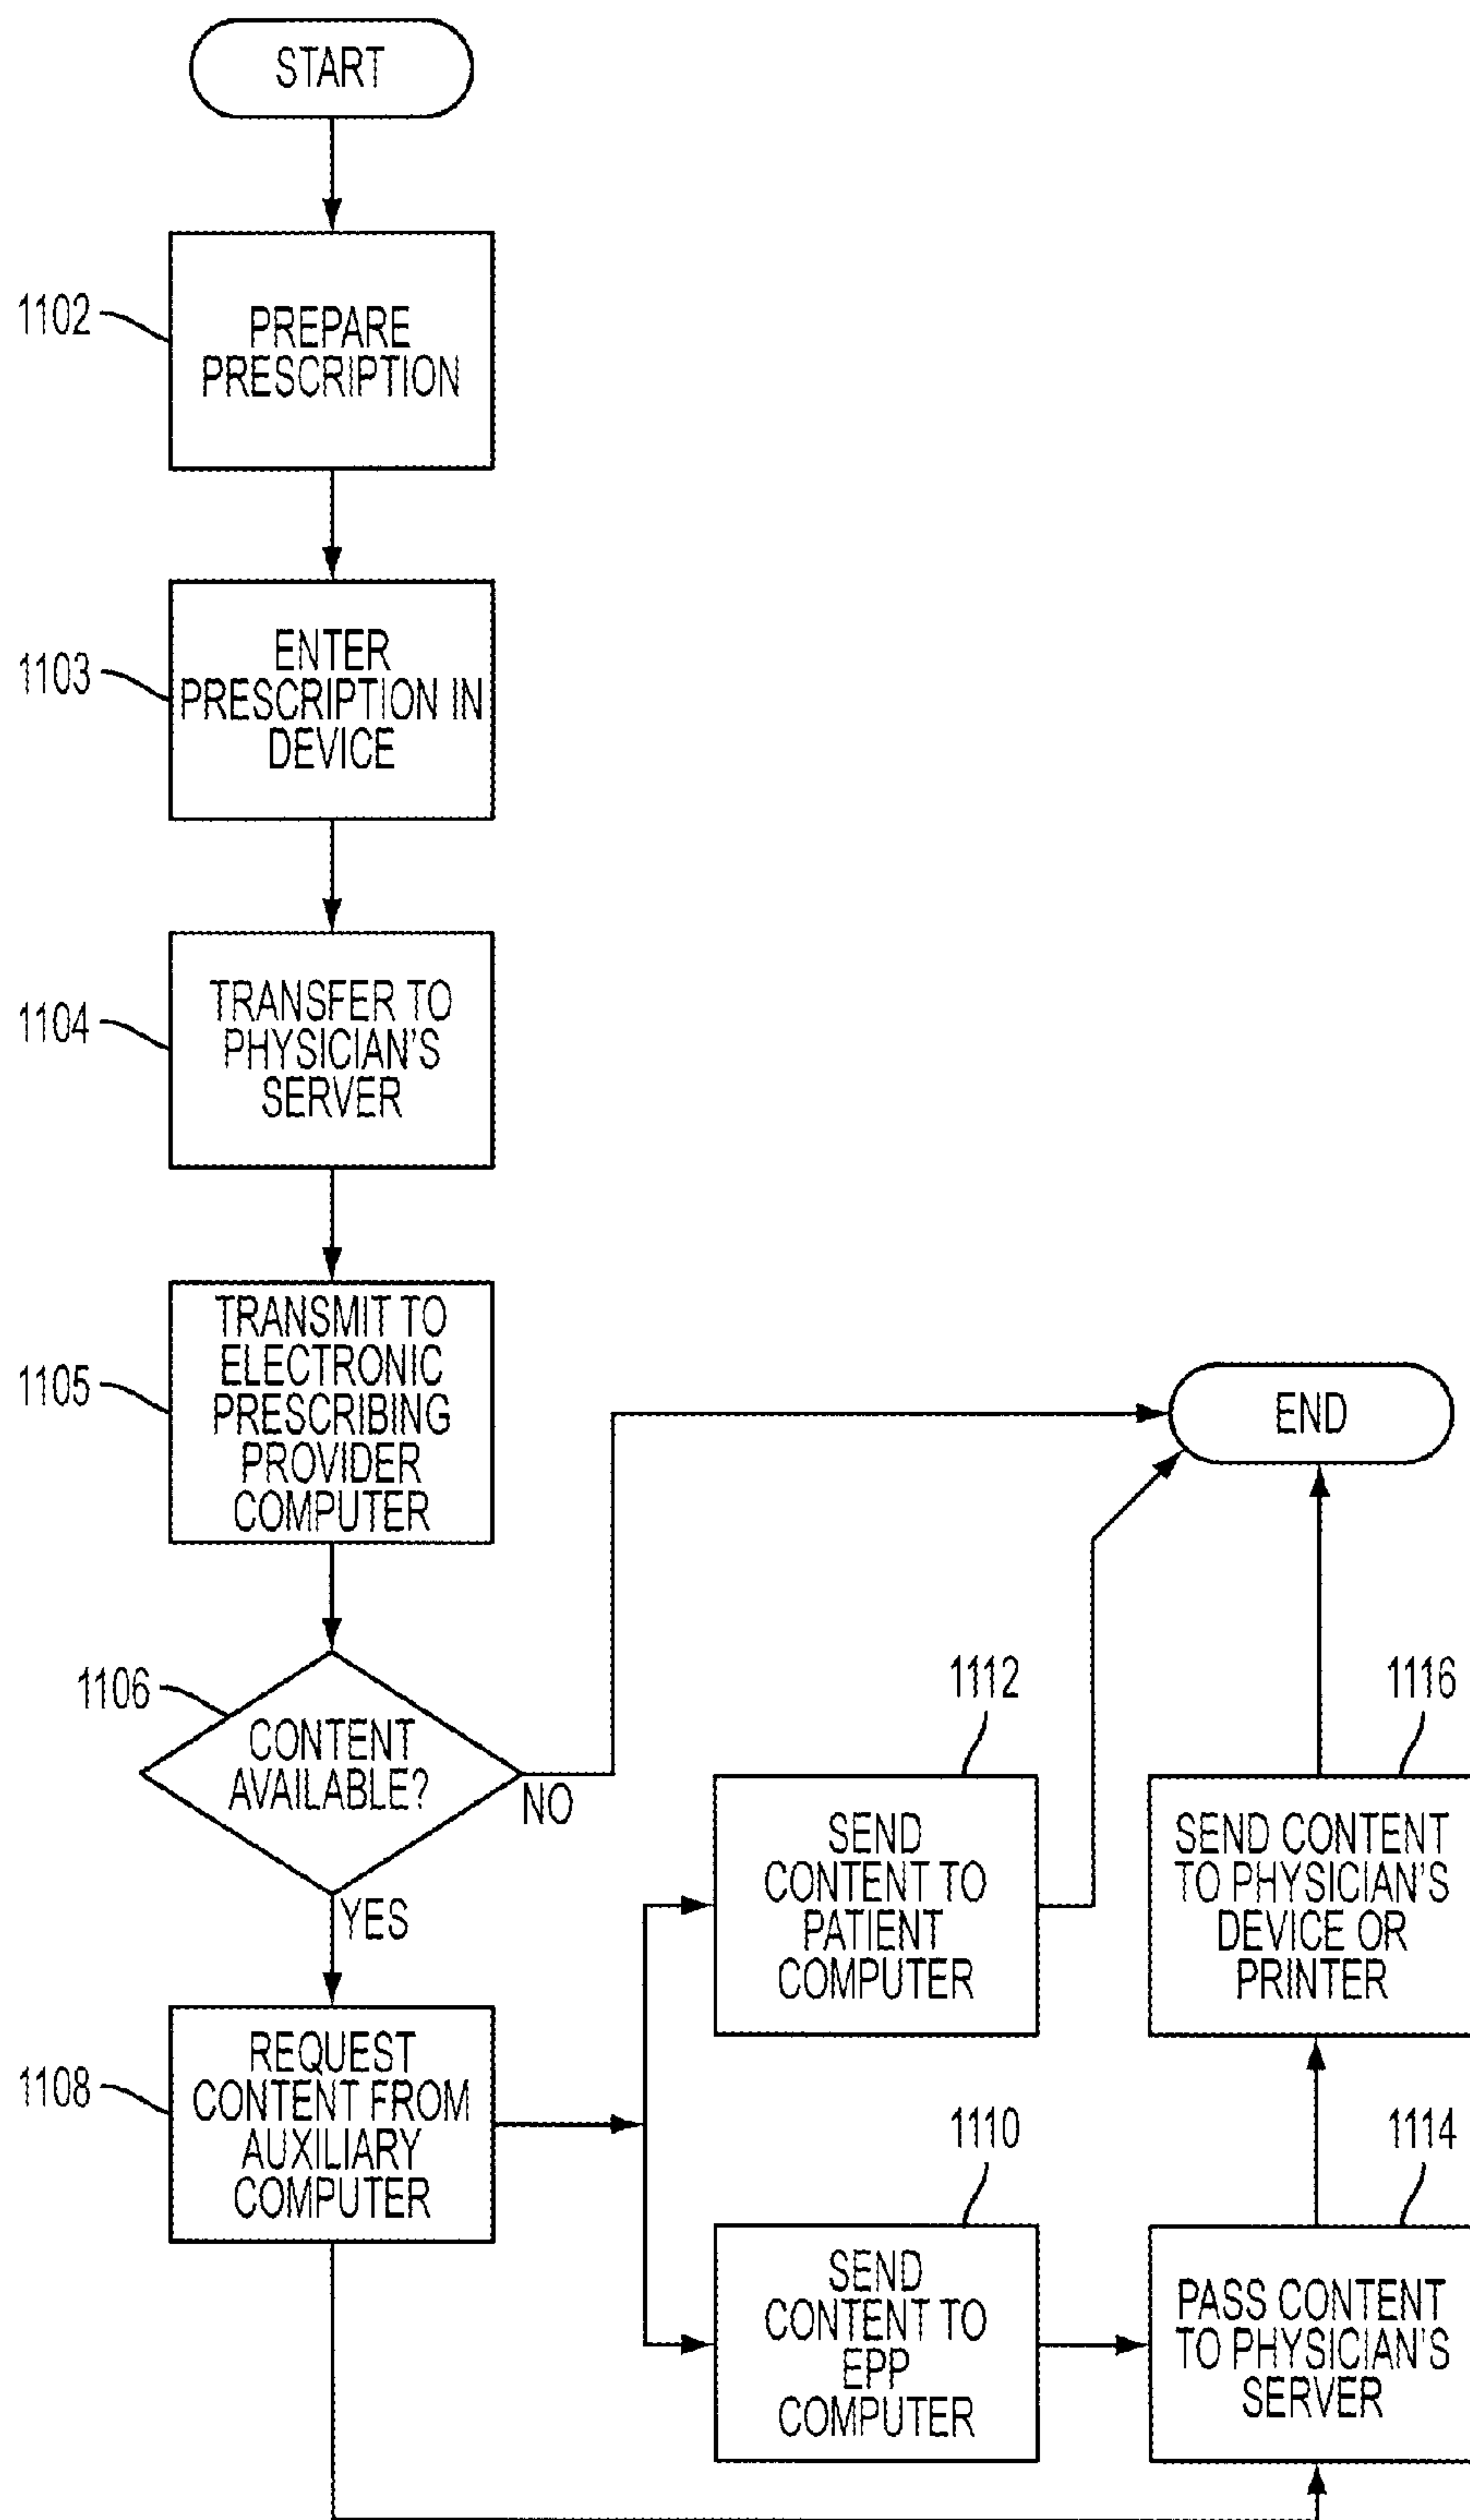 START
1102
PREPARE
PRESCRIPTION
1103
ENTER
PRESCRIPTION IN
DEVICE
1104
TRANSFER TO
PHYSICIAN'S
SERVER
1105
TRANSMIT TO
ELECTRONIC
PRESCRIBING
PROVIDER
COMPUTER
END
1106
CONTENT
AVAILABLE?
NO
YES
1108
REQUEST
CONTENT FROM
AUXILIARY
COMPUTER
1112
SEND
CONTENT TO
PATIENT
COMPUTER
1116
SEND CONTENT
TO PHYSICIAN'S
DEVICE OR
PRINTER
1110
SEND
CONTENT TO
EPP
COMPUTER
1114
PASS CONTENT
TO PHYSICIAN'S
SERVER